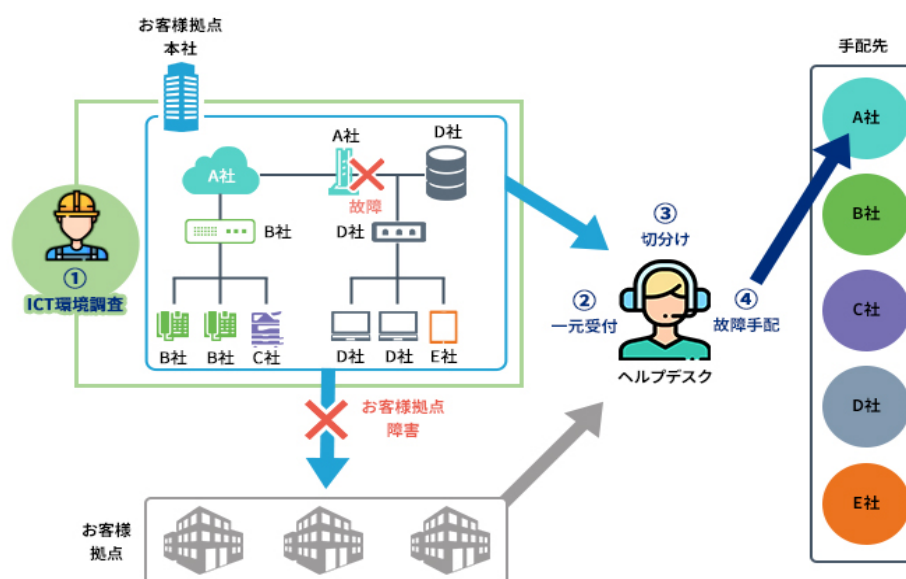 お客様拠点
本社
手配先
A社
D社
A社
A社
故障
B社
D社
①
ICT環境調査
B社
B社
C社
D社
D社
E社
③
切分け
②
一元受付
④
故障手配
ヘルプデスク
お客様拠点
障害
お客様
拠点
B社
C社
D社
E社